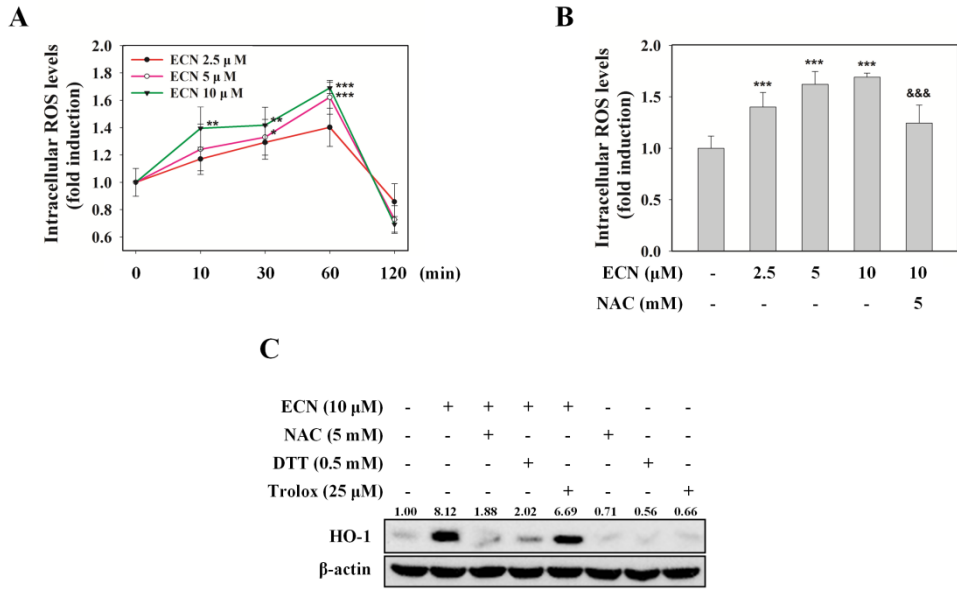 A
Intracellular ROS levels
(fold induction)
2.0
1.8
1.6
1.4
1.2
1.0
0.8
0.6
ECN 2.5 μ M
ECN 5 μ M
ECN 10 μ M
**
**
*
***
***
0 10 30 60 120 (min)
B
Intracellular ROS levels
(fold induction)
2.0
1.5
1.0
0.5
0.0
*** *** *** &&&
ECN (μM) - 2.5 5 10 10
NAC (mM) - - - - 5
C
ECN (10 μM) - + + + + - - -
NAC (5 mM) - - + - - + - -
DTT (0.5 mM) - - - + - - + -
Trolox (25 μM) - - - - + - - +
1.00 8.12 1.88 2.02 6.69 0.71 0.56 0.66
HO-1
β-actin